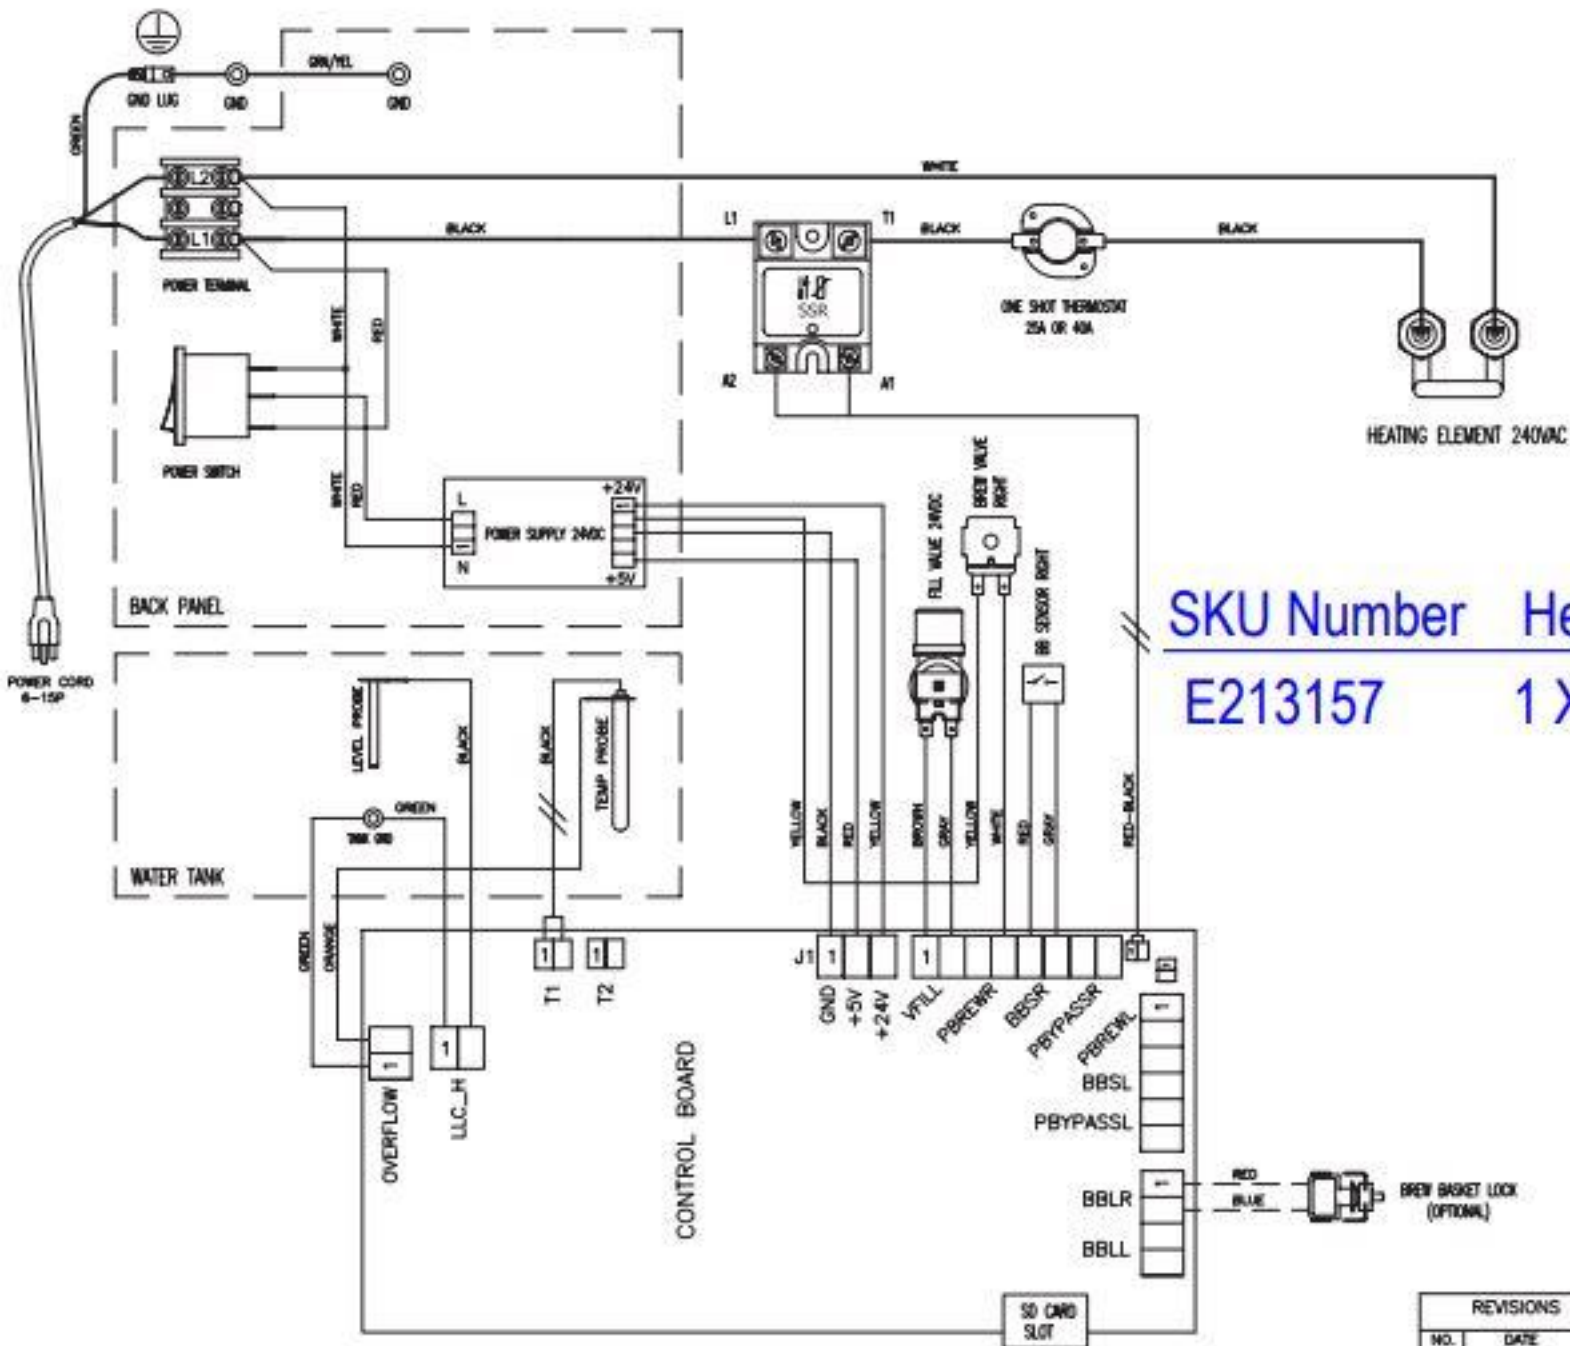 GRN/YEL
GND LUG
GND
GND
GREEN
L2
L1
POWER TERMINAL
WHITE
BLACK
L1
T1
BLACK
BLACK
SSR
A2
A1
ONE SHOT THERMOSTAT
25A OR 40A
HEATING ELEMENT 240VAC
WHITE
RED
POWER SWITCH
WHITE
RED
L
N
POWER SUPPLY 24VDC
+24V
1
+5V
BACK PANEL
POWER CORD
6-15P
FILL VALVE 24VDC
BREW VALVE
RIGHT
BB SENSOR RIGHT
SKU Number He
E213157 1 X
LEVEL PROBE
BLACK
BLACK
TEMP PROBE
GREEN
TANK GND
WATER TANK
GREEN
ORANGE
YELLOW
BLACK
RED
YELLOW
BROWN
GRAY
YELLOW
WHITE
RED
GRAY
RED-BLACK
1
T1
1
T2
J1 1
GND
+5V
+24V
1
VFILL
PBREWR
BBSR
PBYPASSR
1
OVERFLOW
1
LLC_H
CONTROL BOARD
1
PBREWL
BBSL
PBYPASSL
1
BBLR
BBLL
RED
BLUE
BREW BASKET LOCK
(OPTIONAL)
SD CARD
SLOT
REVISIONS
NO. DATE